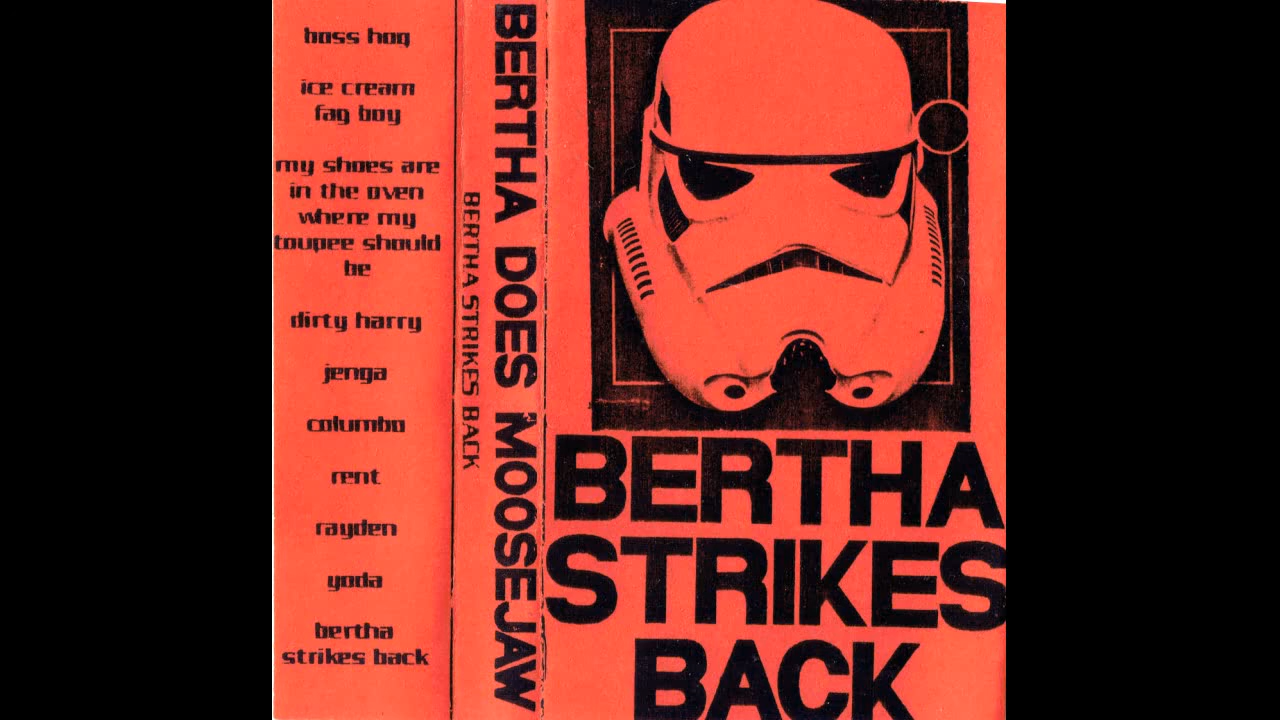 boss hog
ice cream
fag boy
my shoes are
in the oven
where my
toupee should
be
dirty harry
jenga
columbo
rent
rayden
yoda
bertha
strikes back
BERTHA DOES MOOSEJAW
BERTHA STRIKES BACK
BERTHA
STRIKES
BACK